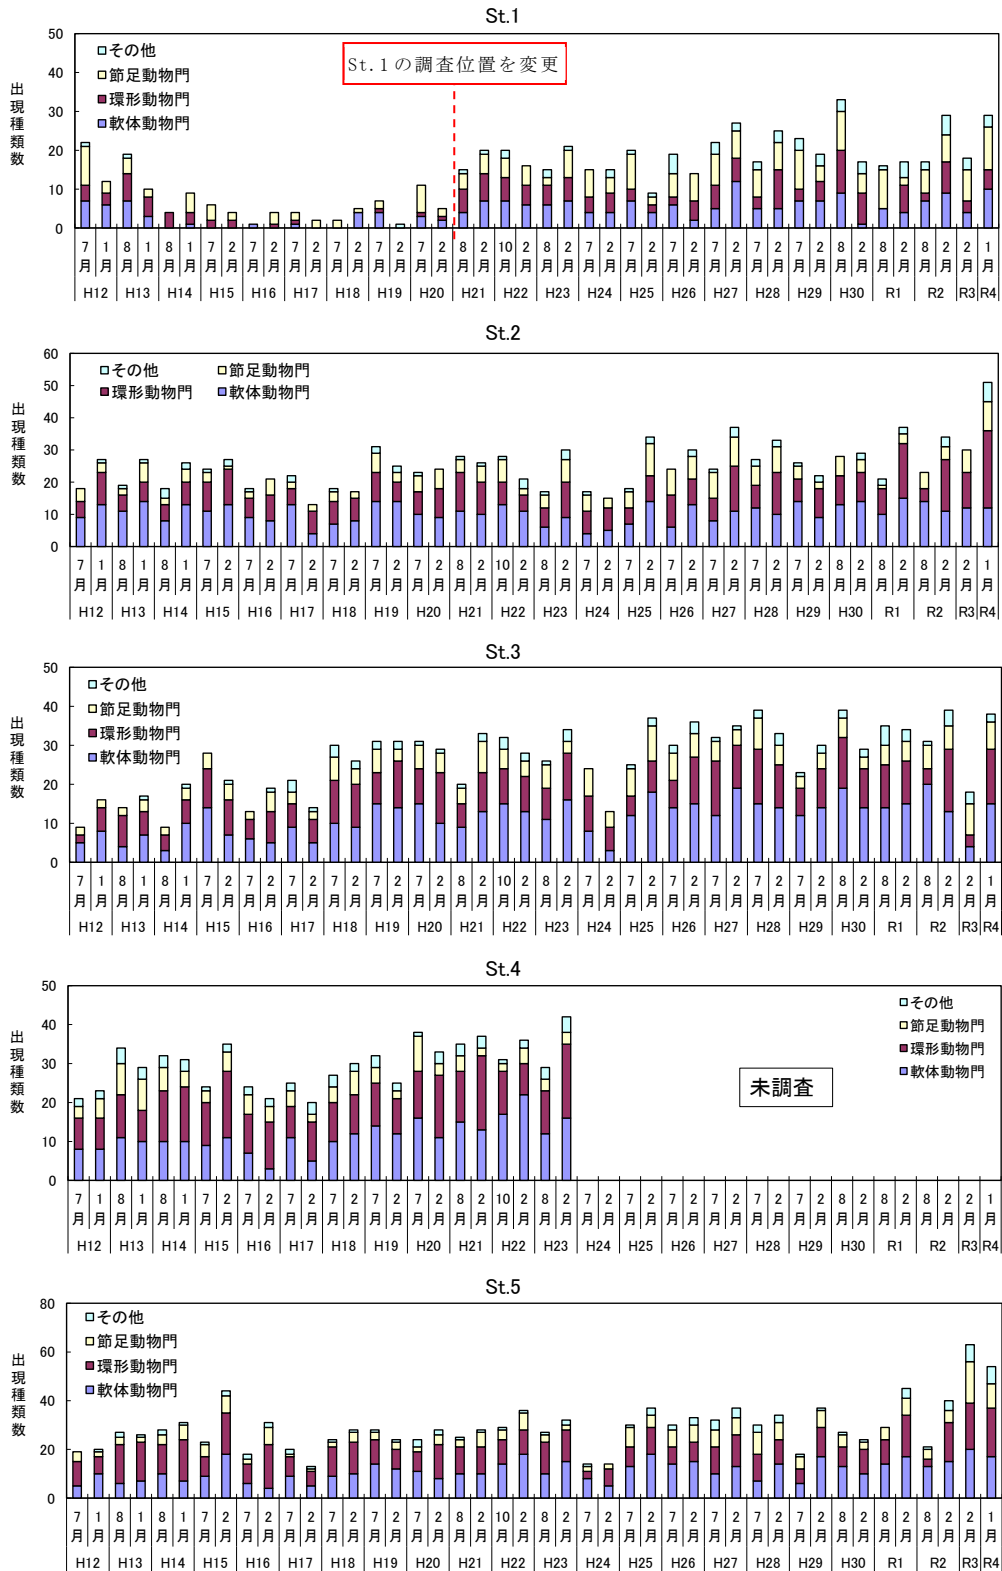 St.1
出現種類数
50
40
30
20
10
0
その他
節足動物門
環形動物門
軟体動物門
St.1の調査位置を変更
7月 1月 8月 1月 8月 1月 7月 2月 7月 2月 7月 2月 7月 2月 7月 2月 7月 2月 8月 2月 10月 2月 8月 2月 7月 2月 7月 2月 7月 2月 7月 2月 7月 2月 7月 2月 8月 2月 8月 2月 8月 2月 2月 1月
H12 H13 H14 H15 H16 H17 H18 H19 H20 H21 H22 H23 H24 H25 H26 H27 H28 H29 H30 R1 R2 R3 R4
St.2
出現種類数
60
50
40
30
20
10
0
その他 節足動物門
環形動物門 軟体動物門
7月 1月 8月 1月 8月 1月 7月 2月 7月 2月 7月 2月 7月 2月 7月 2月 7月 2月 8月 2月 10月 2月 8月 2月 7月 2月 7月 2月 7月 2月 7月 2月 7月 2月 7月 2月 8月 2月 8月 2月 8月 2月 2月 1月
H12 H13 H14 H15 H16 H17 H18 H19 H20 H21 H22 H23 H24 H25 H26 H27 H28 H29 H30 R1 R2 R3 R4
St.3
出現種類数
50
40
30
20
10
0
その他
節足動物門
環形動物門
軟体動物門
7月 1月 8月 1月 8月 1月 7月 2月 7月 2月 7月 2月 7月 2月 7月 2月 7月 2月 8月 2月 10月 2月 8月 2月 7月 2月 7月 2月 7月 2月 7月 2月 7月 2月 7月 2月 8月 2月 8月 2月 8月 2月 2月 1月
H12 H13 H14 H15 H16 H17 H18 H19 H20 H21 H22 H23 H24 H25 H26 H27 H28 H29 H30 R1 R2 R3 R4
St.4
出現種類数
50
40
30
20
10
0
その他
節足動物門
環形動物門
軟体動物門
未調査
7月 1月 8月 1月 8月 1月 7月 2月 7月 2月 7月 2月 7月 2月 7月 2月 7月 2月 8月 2月 10月 2月 8月 2月 7月 2月 7月 2月 7月 2月 7月 2月 7月 2月 7月 2月 8月 2月 8月 2月 8月 2月 2月 1月
H12 H13 H14 H15 H16 H17 H18 H19 H20 H21 H22 H23 H24 H25 H26 H27 H28 H29 H30 R1 R2 R3 R4
St.5
出現種類数
80
60
40
20
0
その他
節足動物門
環形動物門
軟体動物門
7月 1月 8月 1月 8月 1月 7月 2月 7月 2月 7月 2月 7月 2月 7月 2月 7月 2月 8月 2月 10月 2月 8月 2月 7月 2月 7月 2月 7月 2月 7月 2月 7月 2月 7月 2月 8月 2月 8月 2月 8月 2月 2月 1月
H12 H13 H14 H15 H16 H17 H18 H19 H20 H21 H22 H23 H24 H25 H26 H27 H28 H29 H30 R1 R2 R3 R4